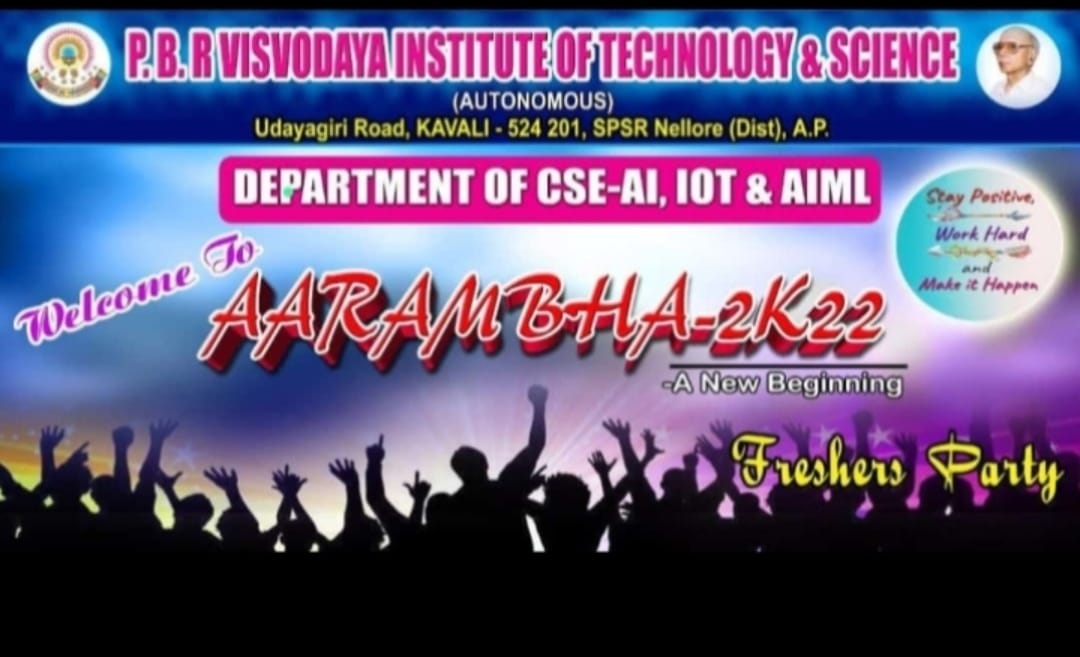 P.B.R VISVODAYA INSTITUTE OF TECHNOLOGY & SCIENCE
(AUTONOMOUS)
Udayagiri Road, KAVALI - 524 201, SPSR Nellore (Dist), A.P.
DEPARTMENT OF CSE-AI, IOT & AIML
Stay Positive,
Work Hard
and
Make it Happen
Welcome To
AARAMBHA-2K22
-A New Beginning
Freshers Party